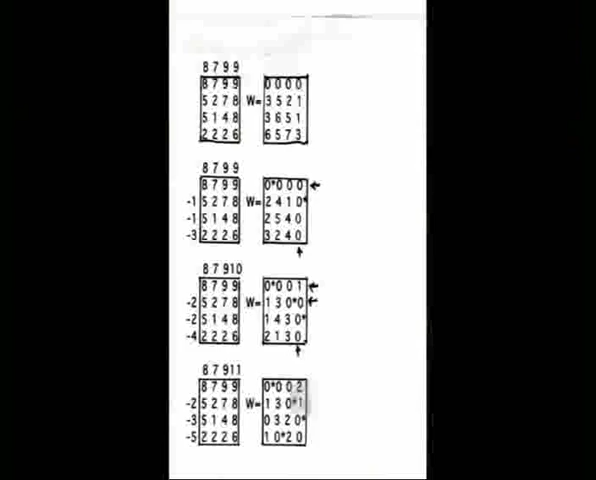 8 7 9 9
8 7 9 9 0 0 0 0
5 2 7 8 W= 3 5 2 1
5 1 4 8 3 6 5 1
2 2 2 6 6 5 7 3
8 7 9 9
8 7 9 9 0* 0 0 0 ←
-1 5 2 7 8 W= 2 4 1 0*
-1 5 1 4 8 2 5 4 0
-3 2 2 2 6 3 2 4 0
↑
8 7 9 10
8 7 9 9 0* 0 0 1 ←
-2 5 2 7 8 W= 1 3 0* 0 ←
-2 5 1 4 8 1 4 3 0*
-4 2 2 2 6 2 1 3 0
↑
8 7 9 11
8 7 9 9 0* 0 0 2
-2 5 2 7 8 W= 1 3 0* 1
-3 5 1 4 8 0 3 2 0*
-5 2 2 2 6 1 0* 2 0